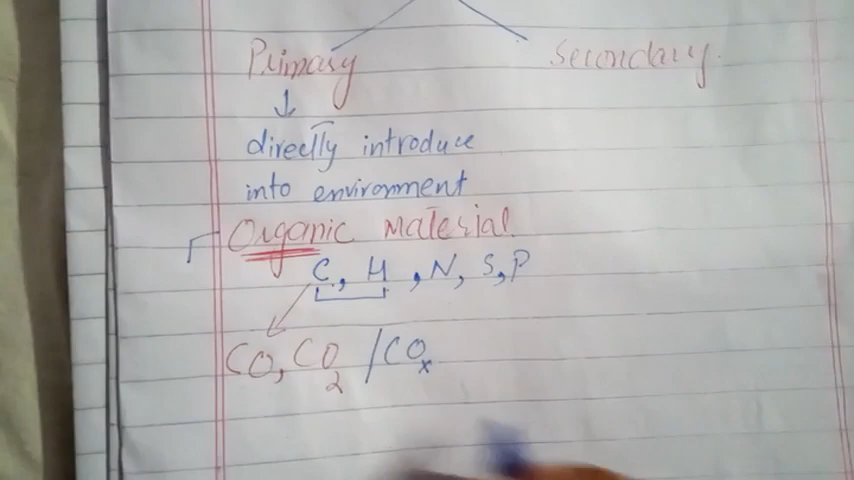 Primary Secondary
directly introduce
into environment
Organic material
C, H, N, S, P
CO, CO2 / COx